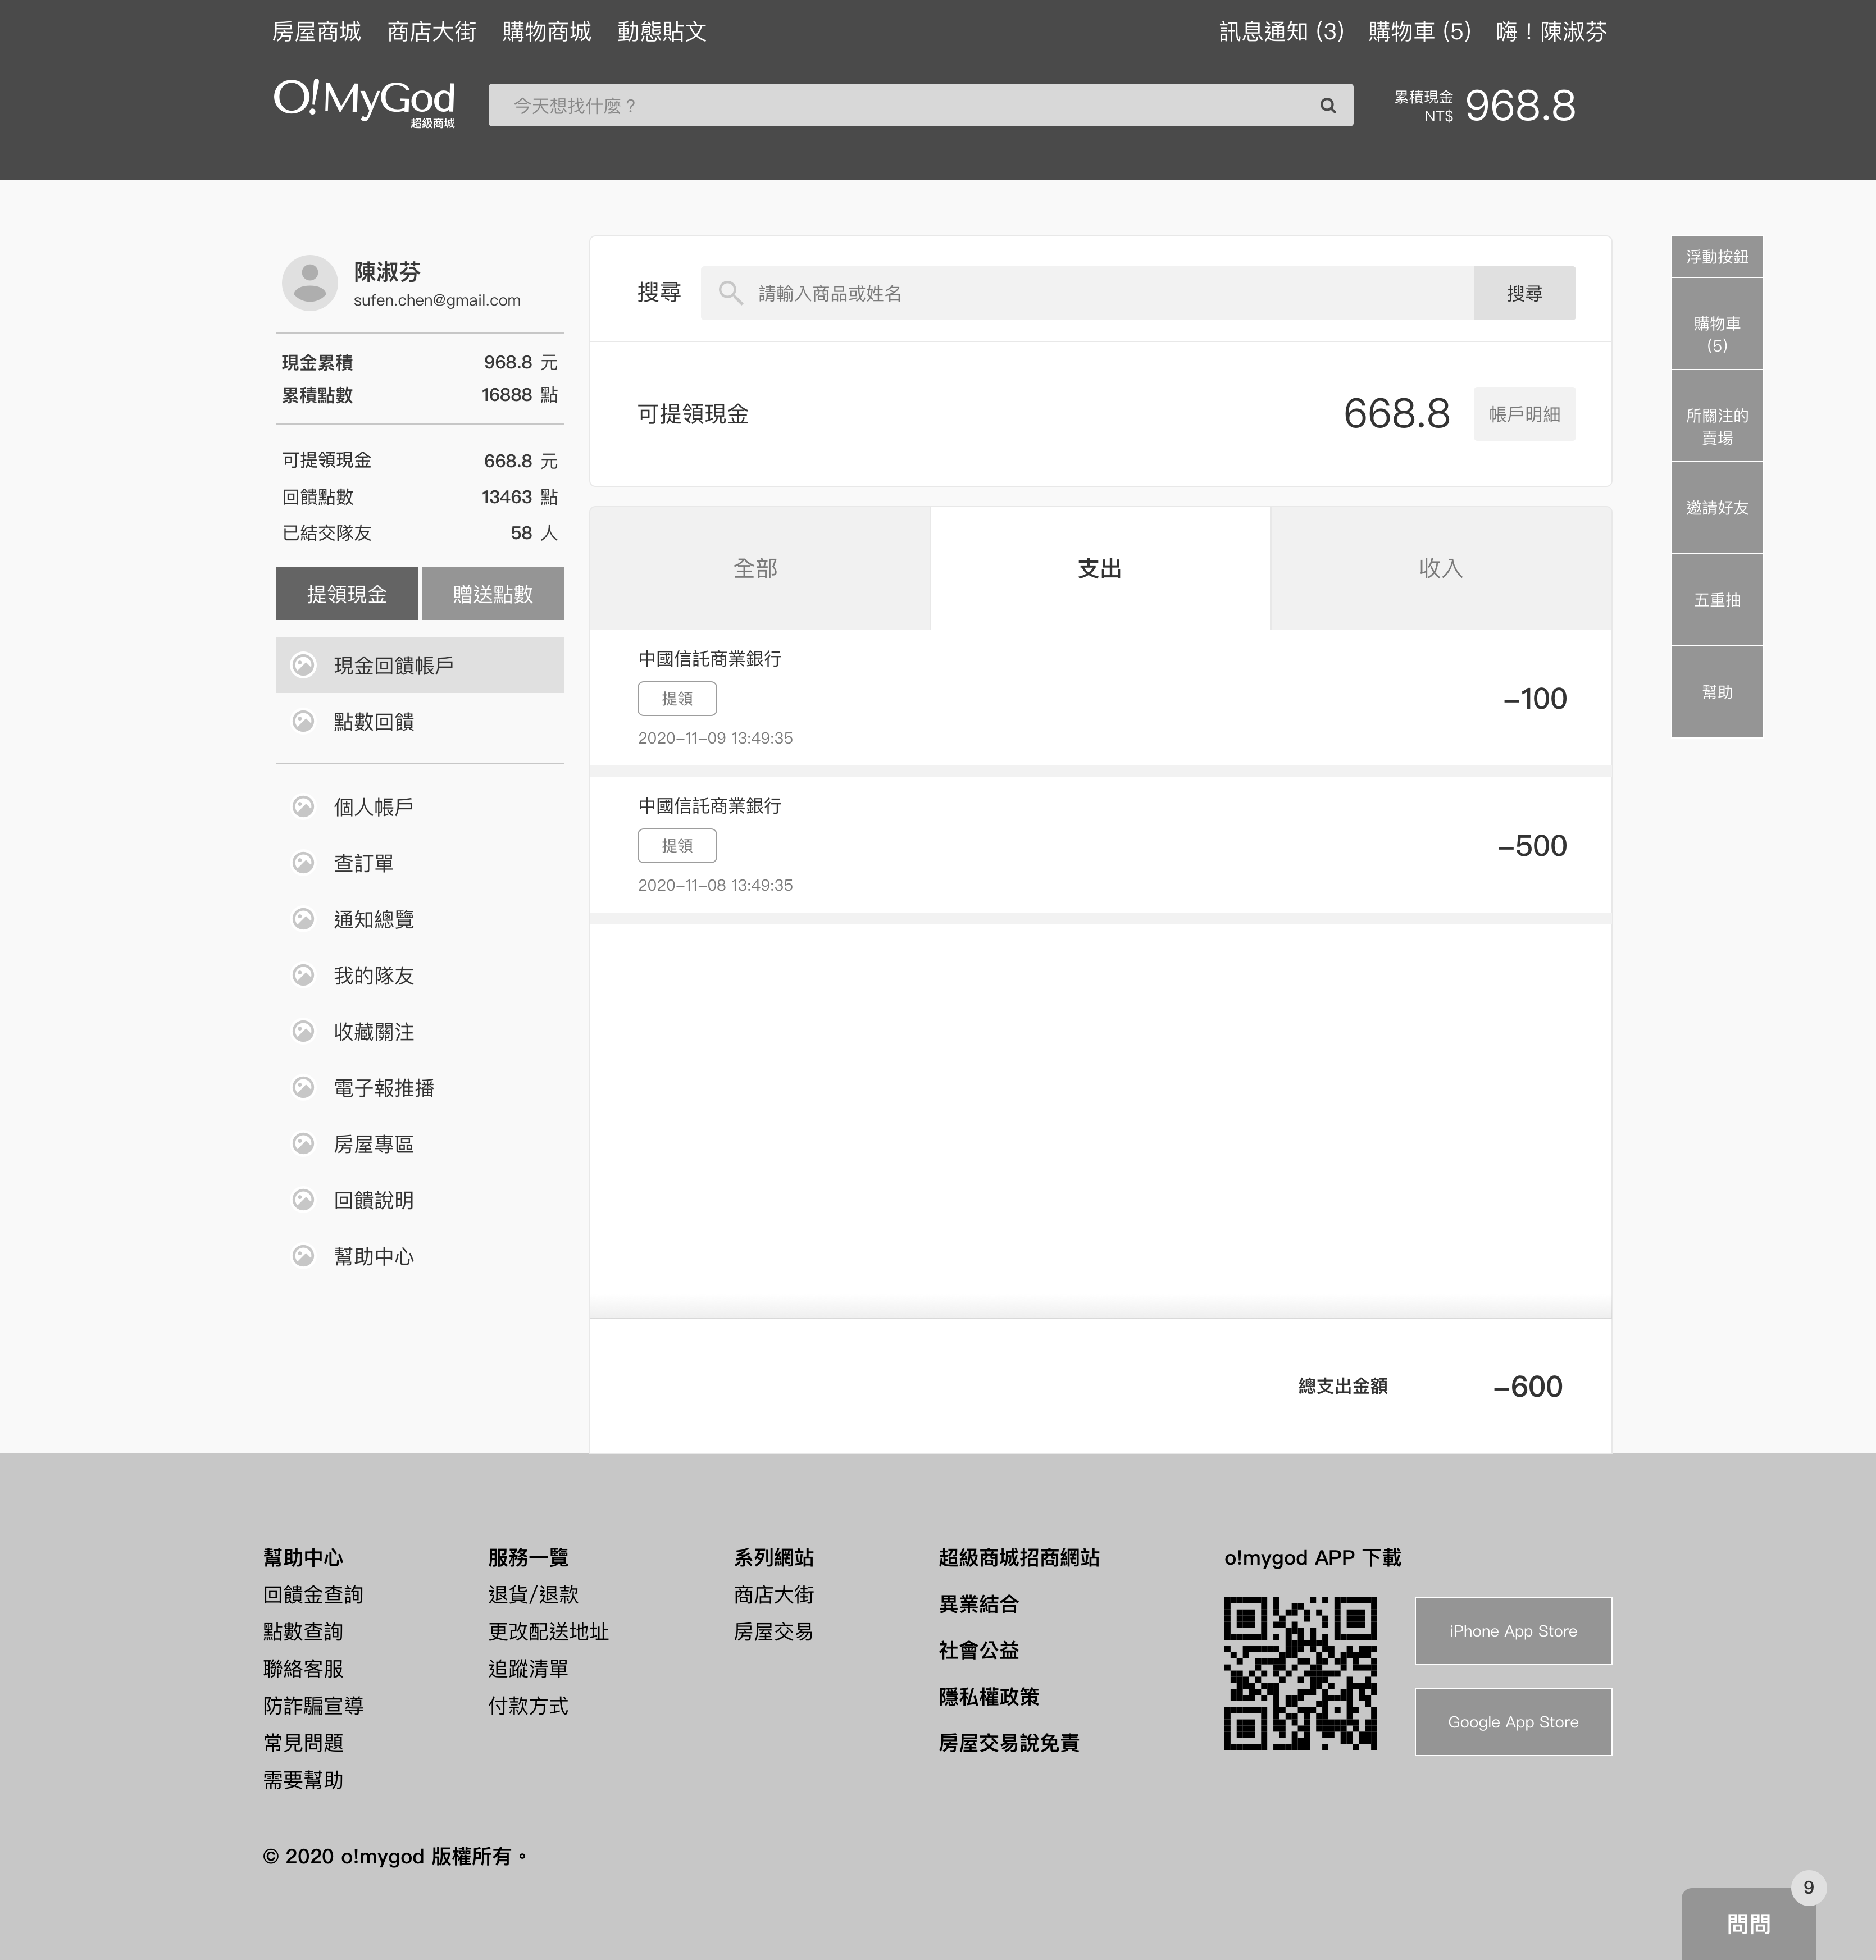 房屋商城 商店大街 購物商城 動態貼文 訊息通知 (3) 購物車 (5) 嗨！陳淑芬
O!MyGod
超級商城
今天想找什麼？
累積現金
NT$
968.8
陳淑芬
sufen.chen@gmail.com
現金累積 968.8 元
累積點數 16888 點
可提領現金 668.8 元
回饋點數 13463 點
已結交隊友 58 人
提領現金 贈送點數
現金回饋帳戶
點數回饋
個人帳戶
查訂單
通知總覽
我的隊友
收藏關注
電子報推播
房屋專區
回饋說明
幫助中心
搜尋 請輸入商品或姓名 搜尋
可提領現金 668.8 帳戶明細
全部 支出 收入
中國信託商業銀行
提領
2020-11-09 13:49:35
-100
中國信託商業銀行
提領
2020-11-08 13:49:35
-500
總支出金額 -600
浮動按鈕
購物車
(5)
所關注的
賣場
邀請好友
五重抽
幫助
幫助中心
回饋金查詢
點數查詢
聯絡客服
防詐騙宣導
常見問題
需要幫助
服務一覽
退貨/退款
更改配送地址
追蹤清單
付款方式
系列網站
商店大街
房屋交易
超級商城招商網站
異業結合
社會公益
隱私權政策
房屋交易說免責
o!mygod APP 下載
iPhone App Store
Google App Store
© 2020 o!mygod 版權所有。
9
問問